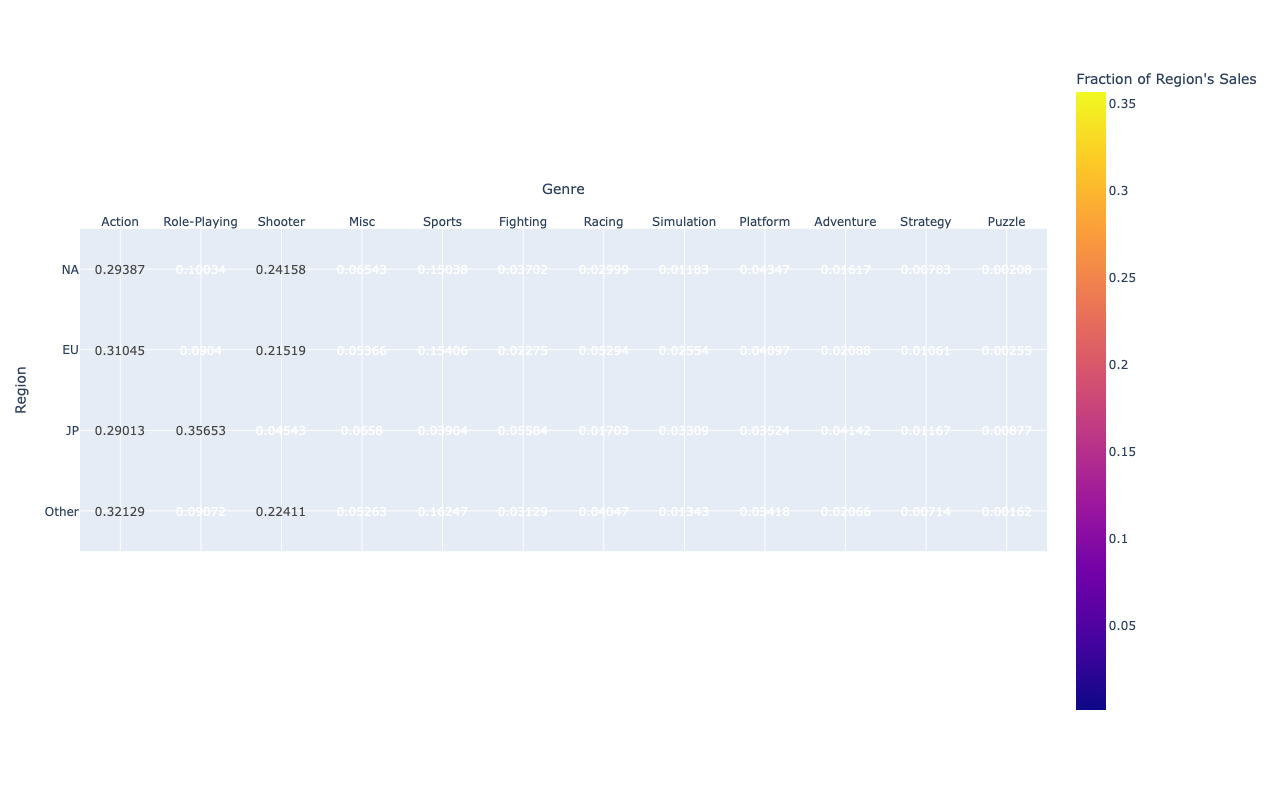 Fraction of Region's Sales
0.35
0.3
0.25
0.2
0.15
0.1
0.05
Genre
Action Role-Playing Shooter Misc Sports Fighting Racing Simulation Platform Adventure Strategy Puzzle
Region
NA 0.29387 0.10034 0.24158 0.06543 0.15038 0.03702 0.02999 0.01183 0.04347 0.01617 0.00783 0.00208
EU 0.31045 0.0904 0.21519 0.05366 0.15406 0.02275 0.05294 0.02554 0.04097 0.02088 0.01061 0.00255
JP 0.29013 0.35653 0.04543 0.0658 0.03904 0.05584 0.01703 0.03309 0.03524 0.04142 0.01167 0.00877
Other 0.32129 0.09072 0.22411 0.05263 0.16247 0.03129 0.04047 0.01343 0.03418 0.02066 0.00714 0.00162